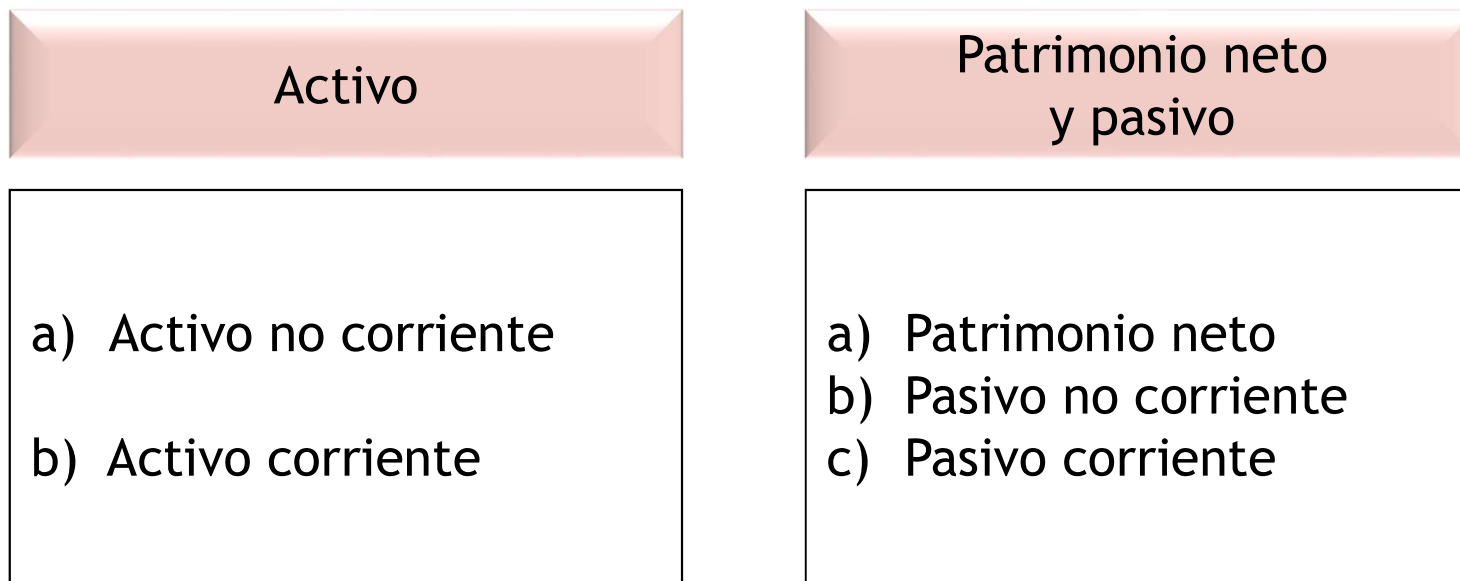 Activo
a) Activo no corriente
b) Activo corriente
Patrimonio neto
y pasivo
a) Patrimonio neto
b) Pasivo no corriente
c) Pasivo corriente